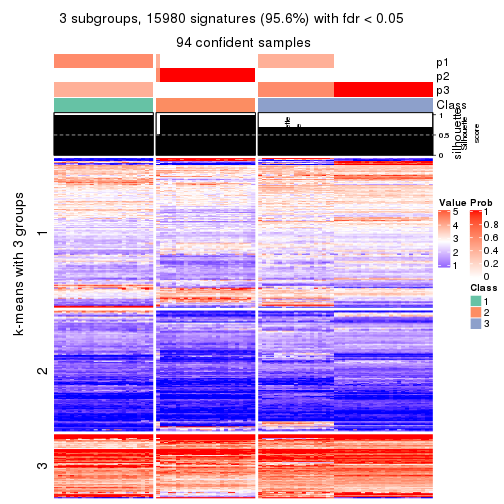 3 subgroups, 15980 signatures (95.6%) with fdr < 0.05
94 confident samples
p1
p2
p3
Class
1
0.5
0
silhouette
Silhouette
score
k-means with 3 groups
1
2
3
Value
5
4
3
2
1
Prob
1
0.8
0.6
0.4
0.2
0
Class
1
2
3